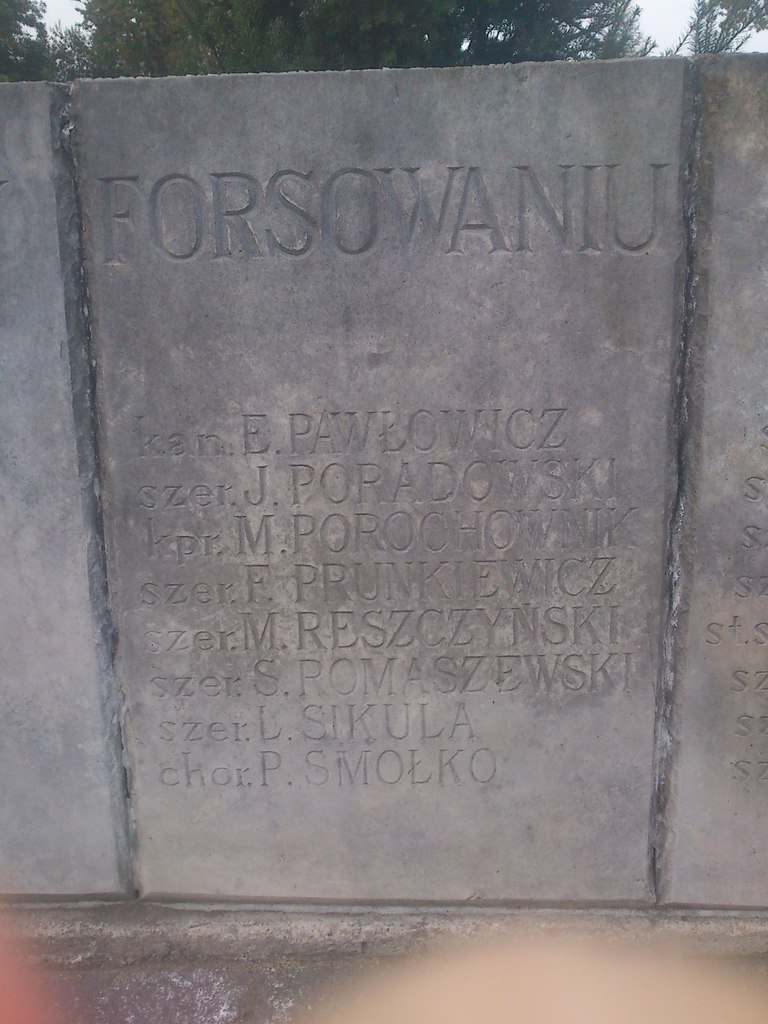 FORSOWANIU
kan. E. PAWŁOWICZ
szer. J. PORADOWSKI
kpr. M. POROCHOWNIK
szer. F. PRUNKIEWICZ
szer. M. RESZCZYŃSKI
szer. S. ROMASZEWSKI
szer. L. SIKULA
chor. P. SMOŁKO